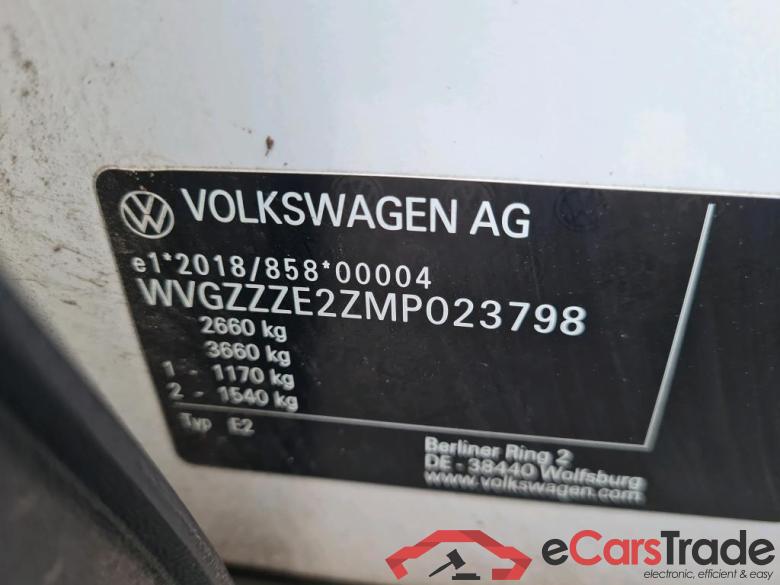 VOLKSWAGEN AG
e1*2018/858*00004
WVGZZZE2ZMP023798
2660 kg
3660 kg
1 - 1170 kg
2 - 1540 kg
Typ E2
Berliner Ring 2
DE - 38440 Wolfsburg
www.volkswagen.com
eCarsTrade
electronic, efficient & easy